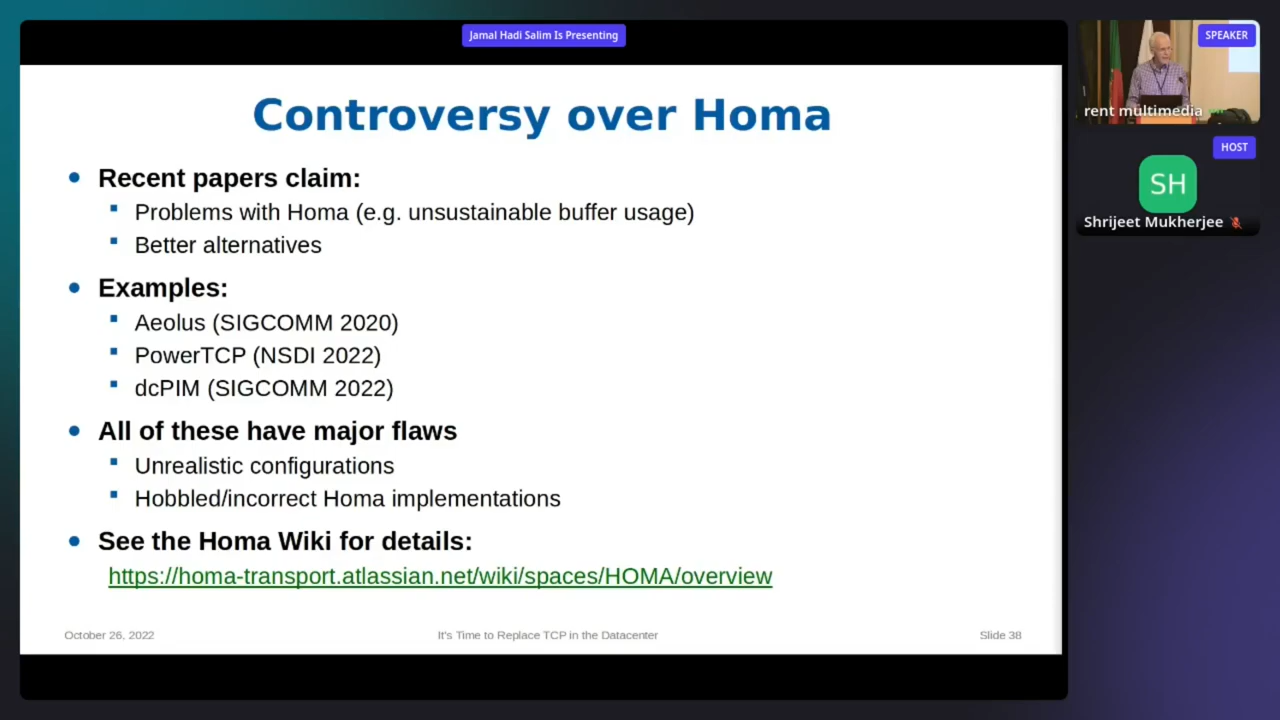 Jamal Hadi Salim Is Presenting
Controversy over Homa
• Recent papers claim:
▪ Problems with Homa (e.g. unsustainable buffer usage)
▪ Better alternatives
• Examples:
▪ Aeolus (SIGCOMM 2020)
▪ PowerTCP (NSDI 2022)
▪ dcPIM (SIGCOMM 2022)
• All of these have major flaws
▪ Unrealistic configurations
▪ Hobbled/incorrect Homa implementations
• See the Homa Wiki for details:
https://homa-transport.atlassian.net/wiki/spaces/HOMA/overview
October 26, 2022
It's Time to Replace TCP in the Datacenter
Slide 38
SPEAKER
rent multimedia
HOST
SH
Shrijeet Mukherjee